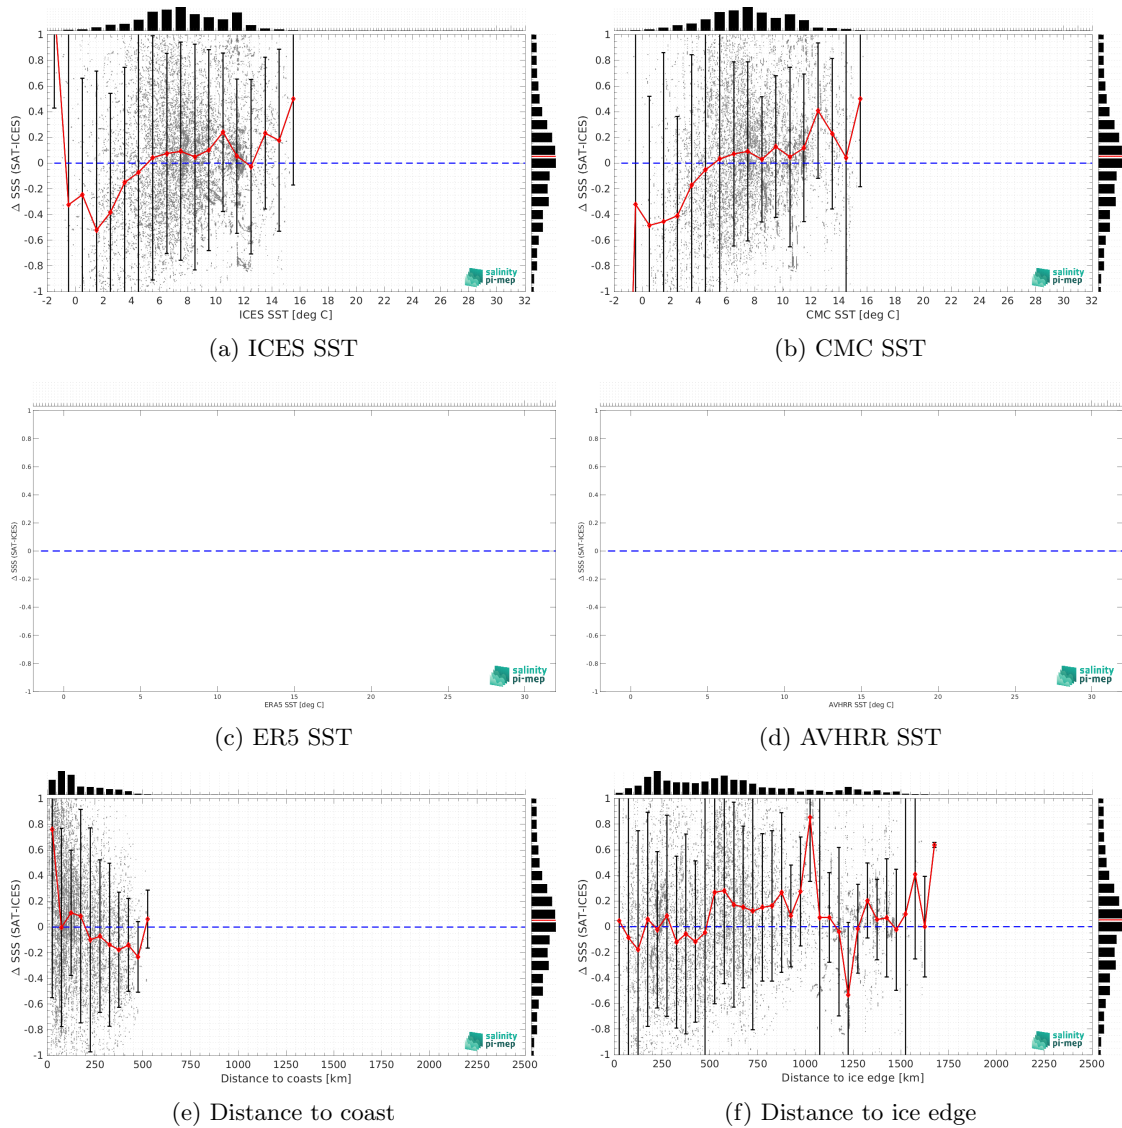 1
0.8
0.6
0.4
0.2
0
-0.2
-0.4
-0.6
-0.8
-1
Δ SSS (SAT-ICES)
salinity
pi-mep
-2 0 2 4 6 8 10 12 14 16 18 20 22 24 26 28 30 32
ICES SST [deg C]
(a) ICES SST
1
0.8
0.6
0.4
0.2
0
-0.2
-0.4
-0.6
-0.8
-1
Δ SSS (SAT-ICES)
salinity
pi-mep
-2 0 2 4 6 8 10 12 14 16 18 20 22 24 26 28 30 32
CMC SST [deg C]
(b) CMC SST
1
0.8
0.6
0.4
0.2
0
-0.2
-0.4
-0.6
-0.8
-1
Δ SSS (SAT-ICES)
salinity
pi-mep
0 5 10 15 20 25 30
ERA5 SST [deg C]
(c) ER5 SST
1
0.8
0.6
0.4
0.2
0
-0.2
-0.4
-0.6
-0.8
-1
Δ SSS (SAT-ICES)
salinity
pi-mep
0 5 10 15 20 25 30
AVHRR SST [deg C]
(d) AVHRR SST
1
0.8
0.6
0.4
0.2
0
-0.2
-0.4
-0.6
-0.8
-1
Δ SSS (SAT-ICES)
salinity
pi-mep
0 250 500 750 1000 1250 1500 1750 2000 2250 2500
Distance to coasts [km]
(e) Distance to coast
1
0.8
0.6
0.4
0.2
0
-0.2
-0.4
-0.6
-0.8
-1
Δ SSS (SAT-ICES)
salinity
pi-mep
0 250 500 750 1000 1250 1500 1750 2000 2250 2500
Distance to ice edge [km]
(f) Distance to ice edge